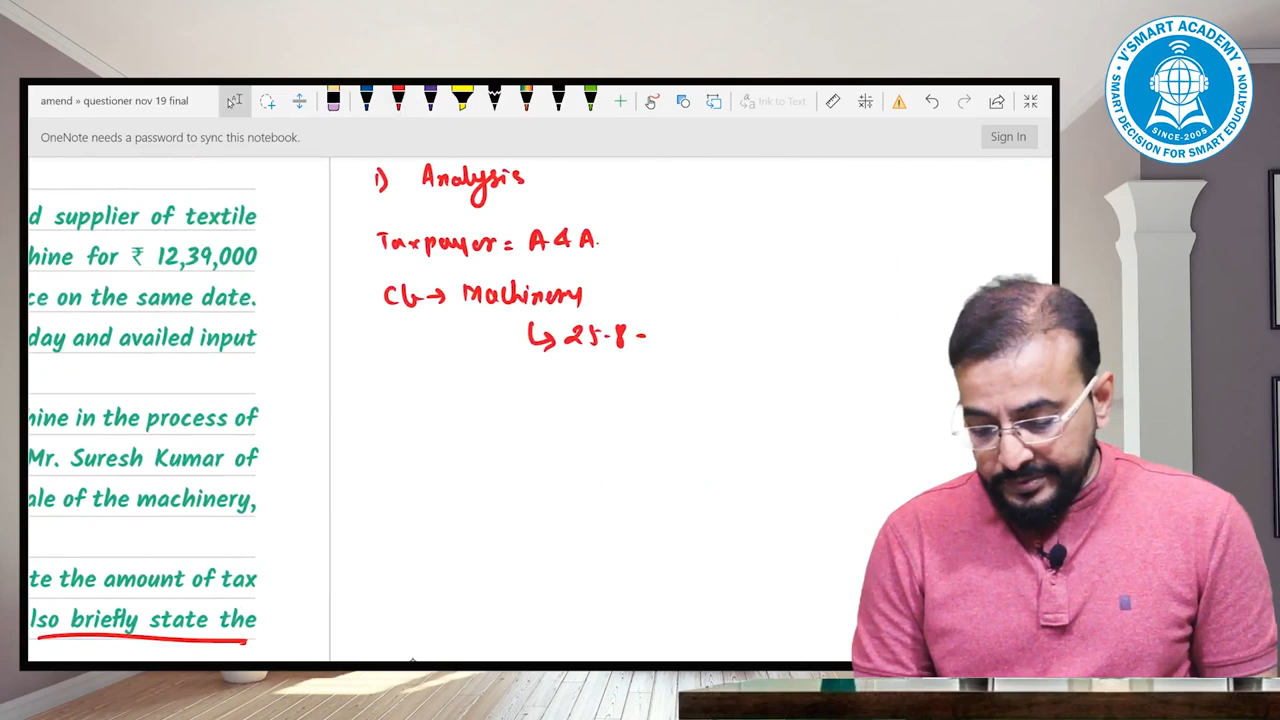 amend » questioner nov 19 final
Ink to Text
OneNote needs a password to sync this notebook.
Sign In
d supplier of textile
hine for ₹ 12,39,000
ce on the same date.
day and availed input
hine in the process of
Mr. Suresh Kumar of
ale of the machinery,
te the amount of tax
lso briefly state the
1) Analysis
Taxpayer = A & A.
CG → Machinery
↳ 25-8-
V'SMART ACADEMY
SMART DECISION FOR SMART EDUCATION
SINCE-2005